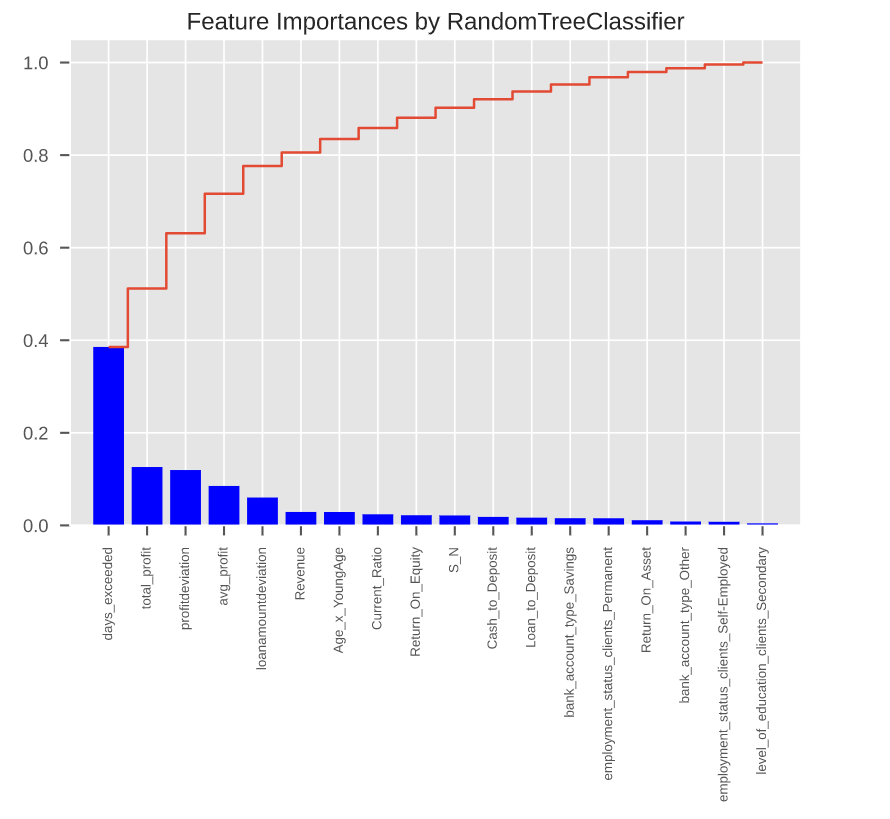 Feature Importances by RandomTreeClassifier
1.0
0.8
0.6
0.4
0.2
0.0
days_exceeded
total_profit
profitdeviation
avg_profit
loanamountdeviation
Revenue
Age_x_YoungAge
Current_Ratio
Return_On_Equity
S_N
Cash_to_Deposit
Loan_to_Deposit
bank_account_type_Savings
employment_status_clients_Permanent
Return_On_Asset
bank_account_type_Other
employment_status_clients_Self-Employed
level_of_education_clients_Secondary